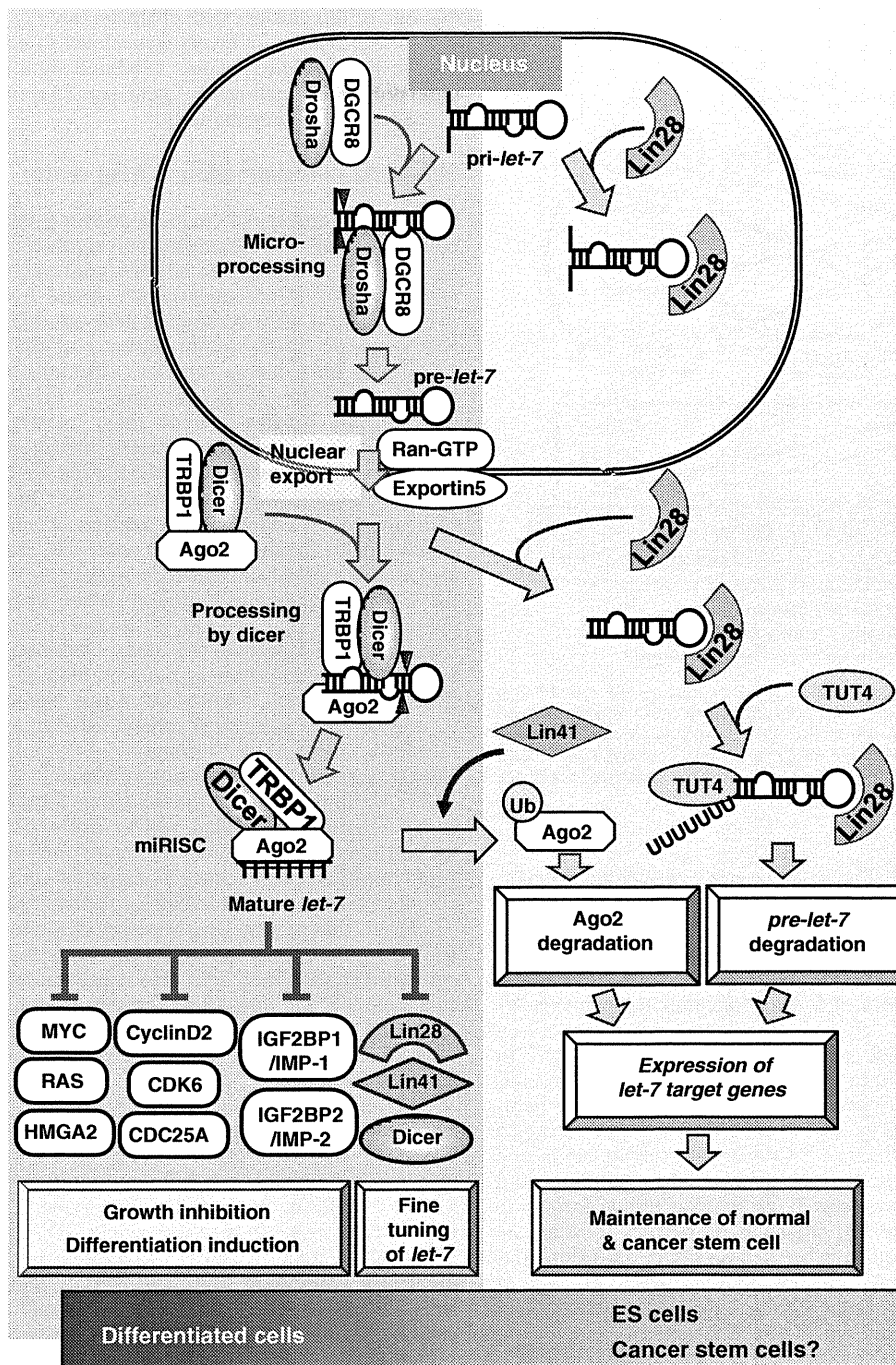 Nucleus
Drosha
DGCR8
pri-let-7
Lin28
Micro-
processing
Drosha
DGCR8
Lin28
pre-let-7
Nuclear
export
Ran-GTP
Exportin5
TRBP1
Dicer
Ago2
Lin28
Processing
by dicer
TRBP1
Dicer
Ago2
Lin28
TUT4
Lin41
Dicer
TRBP1
miRISC
Ago2
Mature let-7
Ub
Ago2
TUT4
UUUUUUU
Lin28
Ago2
degradation
pre-let-7
degradation
MYC
RAS
HMGA2
CyclinD2
CDK6
CDC25A
IGF2BP1
/IMP-1
IGF2BP2
/IMP-2
Lin28
Lin41
Dicer
Expression of
let-7 target genes
Growth inhibition
Differentiation induction
Fine
tuning
of let-7
Maintenance of normal
& cancer stem cell
Differentiated cells
ES cells
Cancer stem cells?